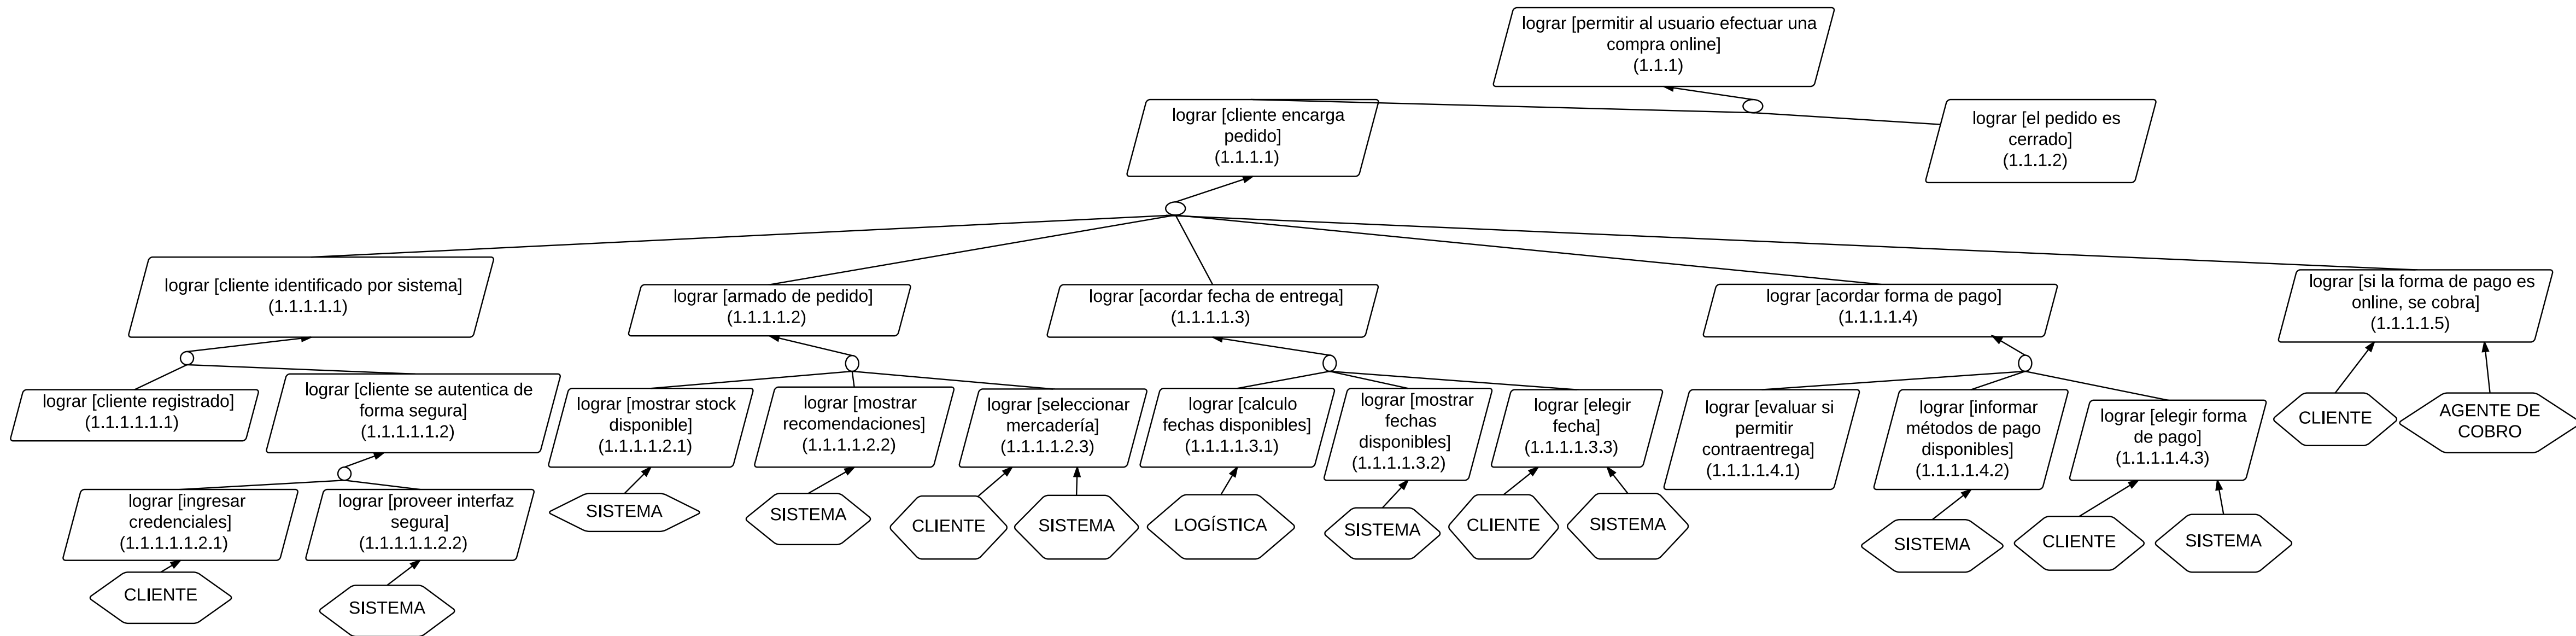 lograr [permitir al usuario efectuar una
compra online]
(1.1.1)
lograr [cliente encarga
pedido]
(1.1.1.1)
lograr [el pedido es
cerrado]
(1.1.1.2)
lograr [cliente identificado por sistema]
(1.1.1.1.1)
lograr [armado de pedido]
(1.1.1.1.2)
lograr [acordar fecha de entrega]
(1.1.1.1.3)
lograr [acordar forma de pago]
(1.1.1.1.4)
lograr [si la forma de pago es
online, se cobra]
(1.1.1.1.5)
lograr [cliente registrado]
(1.1.1.1.1.1)
lograr [cliente se autentica de
forma segura]
(1.1.1.1.1.2)
lograr [mostrar stock
disponible]
(1.1.1.1.2.1)
lograr [mostrar
recomendaciones]
(1.1.1.1.2.2)
lograr [seleccionar
mercadería]
(1.1.1.1.2.3)
lograr [calculo
fechas disponibles]
(1.1.1.1.3.1)
lograr [mostrar
fechas
disponibles]
(1.1.1.1.3.2)
lograr [elegir
fecha]
(1.1.1.1.3.3)
lograr [evaluar si
permitir
contraentrega]
(1.1.1.1.4.1)
lograr [informar
métodos de pago
disponibles]
(1.1.1.1.4.2)
lograr [elegir forma
de pago]
(1.1.1.1.4.3)
CLIENTE
AGENTE DE
COBRO
lograr [ingresar
credenciales]
(1.1.1.1.1.2.1)
lograr [proveer interfaz
segura]
(1.1.1.1.1.2.2)
SISTEMA
SISTEMA
CLIENTE
SISTEMA
LOGÍSTICA
SISTEMA
CLIENTE
SISTEMA
SISTEMA
CLIENTE
SISTEMA
CLIENTE
SISTEMA